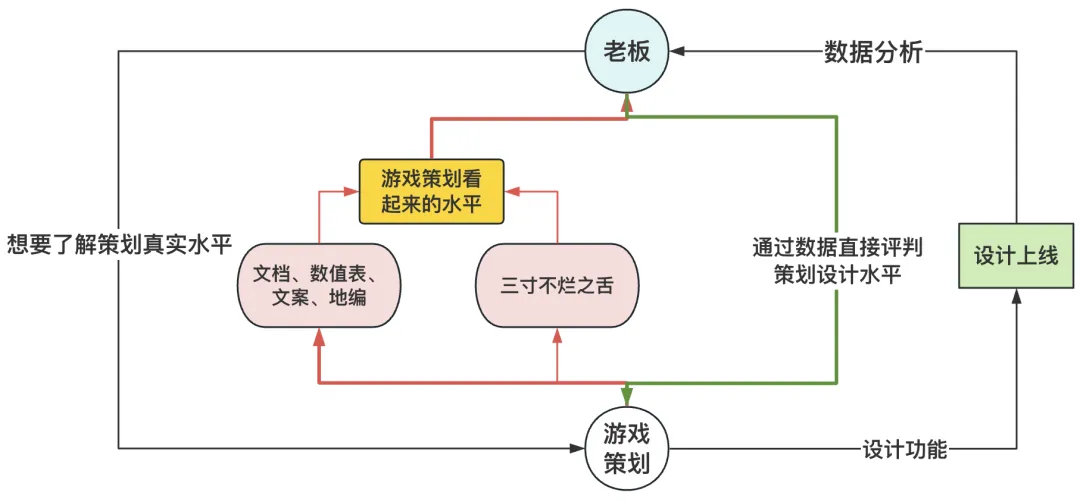 老板
数据分析
游戏策划看
起来的水平
想要了解策划真实水平
文档、数值表、
文案、地编
三寸不烂之舌
通过数据直接评判
策划设计水平
设计上线
游戏
策划
设计功能